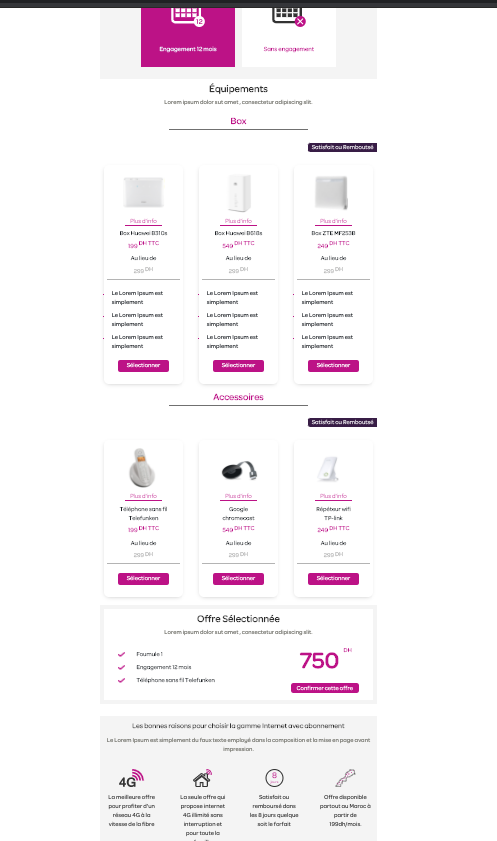 12
Engagement 12 mois
Sans engagement
Équipements
Lorem ipsum dolor sut amet , consectetur adipiscing slit.
Box
Satisfait ou Remboutsé
Plus d'info
Plus d'info
Plus d'info
Box Huawei B310s
Box Huawei B618s
Box ZTE MF253B
199 DH TTC
549 DH TTC
249 DH TTC
Au lieu de
Au lieu de
Au lieu de
299 DH
299 DH
299 DH
Le Lorem Ipsum est
simplement
Le Lorem Ipsum est
simplement
Le Lorem Ipsum est
simplement
Le Lorem Ipsum est
simplement
Le Lorem Ipsum est
simplement
Le Lorem Ipsum est
simplement
Le Lorem Ipsum est
simplement
Le Lorem Ipsum est
simplement
Le Lorem Ipsum est
simplement
Sélectionner
Sélectionner
Sélectionner
Accessoires
Satisfait ou Remboutsé
Plus d'info
Plus d'info
Plus d'info
Téléphone sans fil
Telefunken
Google
chromecast
Répéteur wifi
TP-link
199 DH TTC
549 DH TTC
249 DH TTC
Au lieu de
Au lieu de
Au lieu de
299 DH
299 DH
299 DH
Sélectionner
Sélectionner
Sélectionner
Offre Sélectionnée
Lorem ipsum dolor sut amet , consectetur adipiscing slit.
Foumule 1
Engagement 12 mois
Téléphone sans fil Telefunken
750 DH
Confirmer cette offre
Les bonnes raisons pour choisir la gamme Internet avec abonnement
Le Lorem Ipsum est simplement du faux texte employé dans la composition et la mise en page avant
impression.
4G
8
La meilleure offre
pour profiter d'un
réseau 4G à la
vitesse de la fibre
La seule offre qui
propose internet
4G illimité sans
interruption et
pour toute la
Satisfait ou
remboursé dans
les 8 jours quelque
soit le forfait
Offre disponible
partout au Maroc à
partir de
199dh/mois.